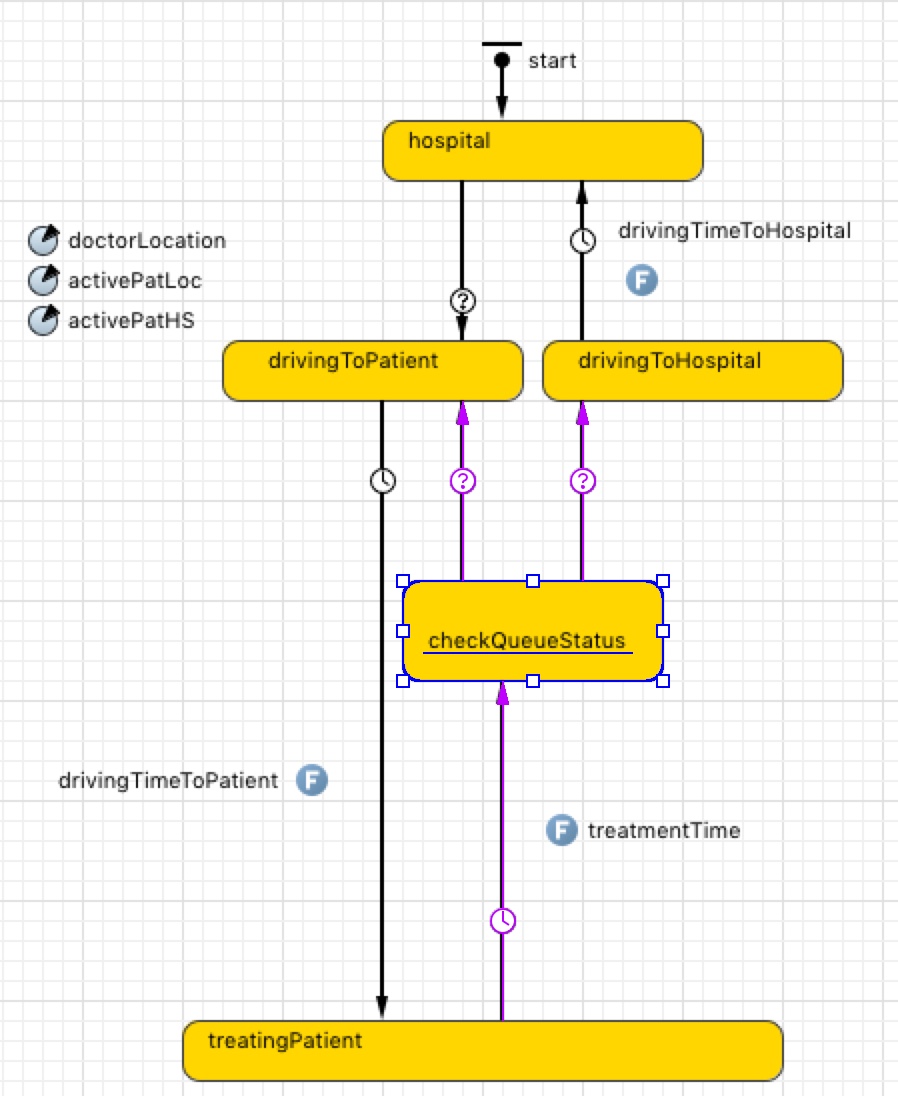 start
hospital
drivingTimeToHospital
F
doctorLocation
activePatLoc
activePatHS
?
drivingToPatient
drivingToHospital
? ?
checkQueueStatus
drivingTimeToPatient F
F treatmentTime
treatingPatient